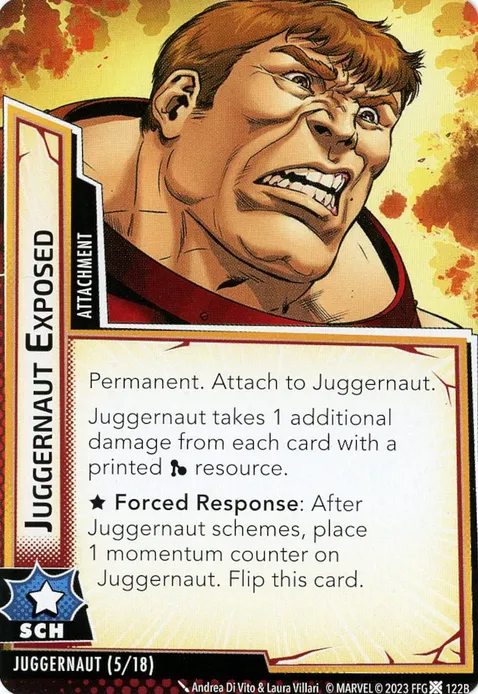 JUGGERNAUT EXPOSED
ATTACHMENT
Permanent. Attach to Juggernaut.
Juggernaut takes 1 additional
damage from each card with a
printed resource.
★ Forced Response: After
Juggernaut schemes, place
1 momentum counter on
Juggernaut. Flip this card.
SCH
JUGGERNAUT (5/18)
Andrea Di Vito & Laura Villari. © MARVEL © 2023 FFG 122B